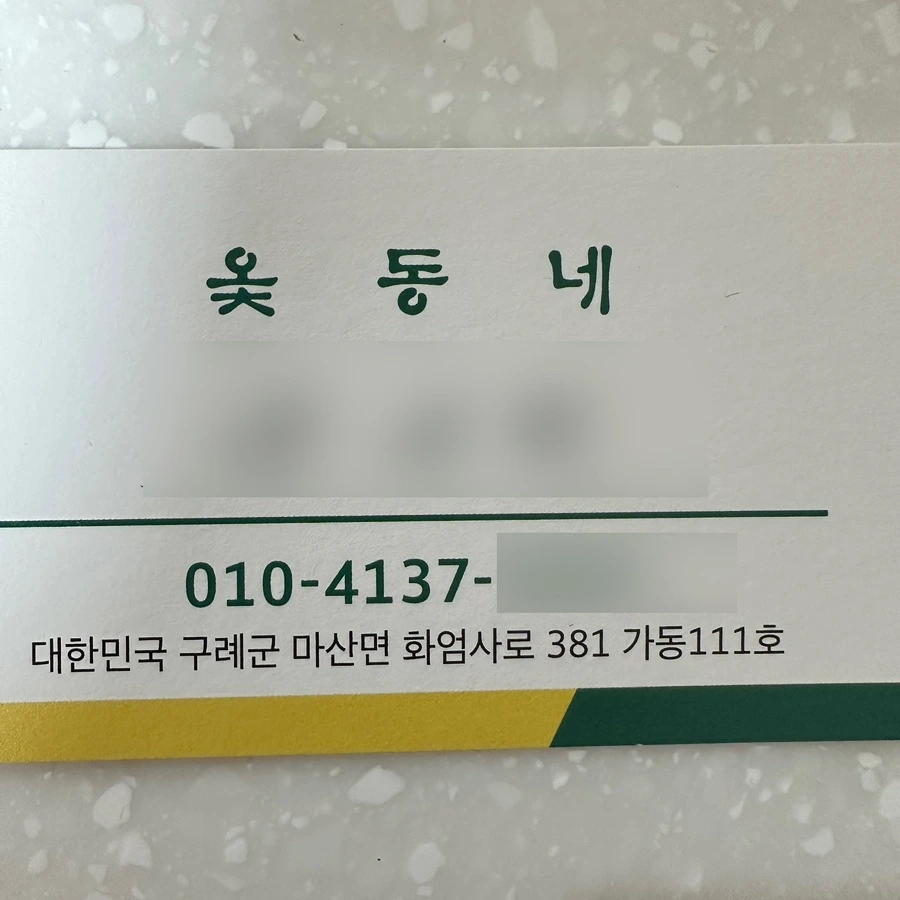 옻 동 네
010-4137-
대한민국 구례군 마산면 화엄사로 381 가동111호